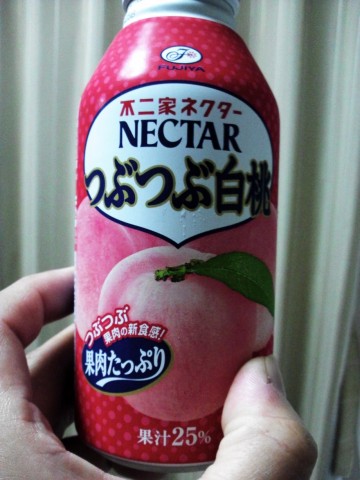 F
FUJIYA
不二家ネクター
NECTAR
つぶつぶ白桃
つぶつぶ
果肉の新食感!
果肉たっぷり
果汁25%